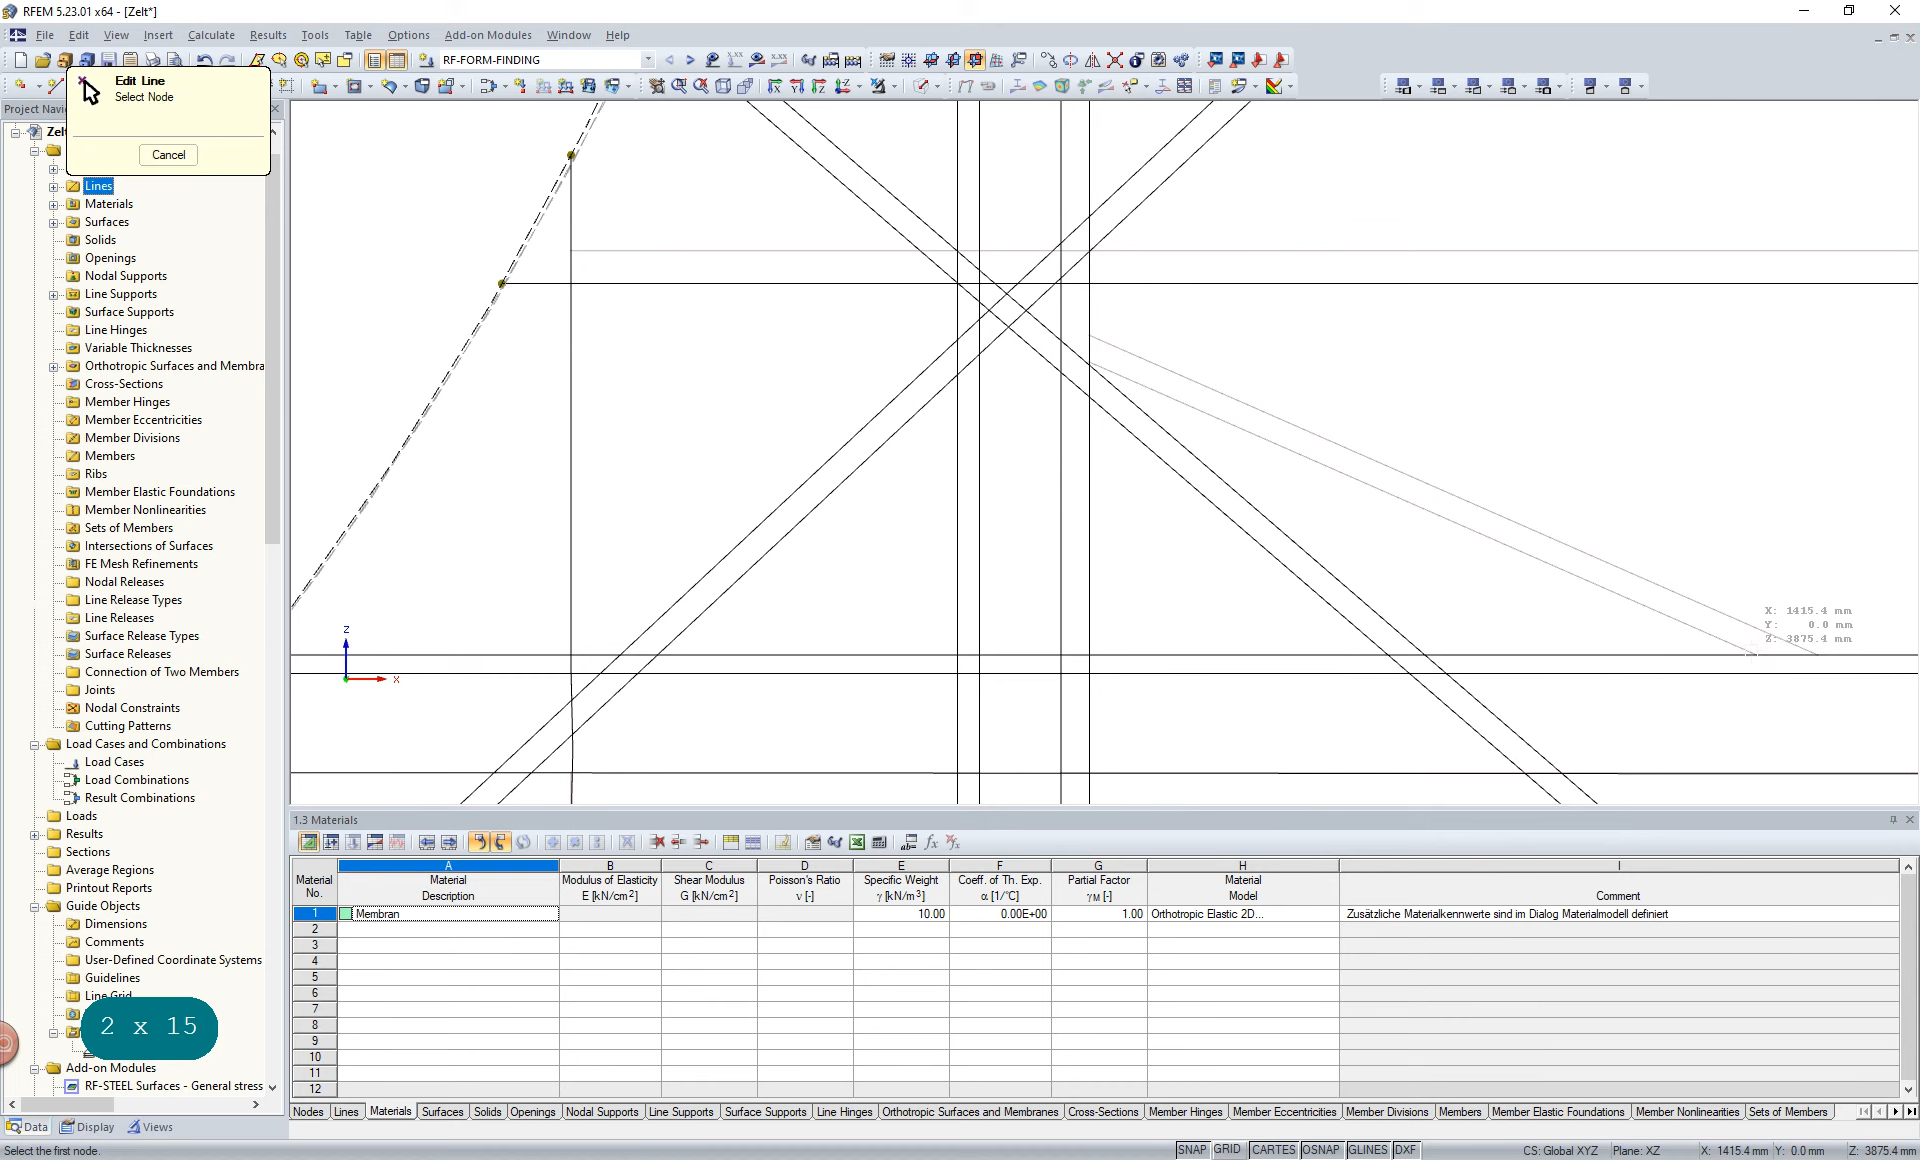 RFEM 5.23.01 x64 - [Zelt*]
File Edit View Insert Calculate Results Tools Table Options Add-on Modules Window Help
RF-FORM-FINDING
Edit Line
Select Node
Cancel
Project Navi
Zelt
Lines
Materials
Surfaces
Solids
Openings
Nodal Supports
Line Supports
Surface Supports
Line Hinges
Variable Thicknesses
Orthotropic Surfaces and Membra
Cross-Sections
Member Hinges
Member Eccentricities
Member Divisions
Members
Ribs
Member Elastic Foundations
Member Nonlinearities
Sets of Members
Intersections of Surfaces
FE Mesh Refinements
Nodal Releases
Line Release Types
Line Releases
Surface Release Types
Surface Releases
Connection of Two Members
Joints
Nodal Constraints
Cutting Patterns
Load Cases and Combinations
Load Cases
Load Combinations
Result Combinations
Loads
Results
Sections
Average Regions
Printout Reports
Guide Objects
Dimensions
Comments
User-Defined Coordinate Systems
Guidelines
Line Grid
2 x 15
Add-on Modules
RF-STEEL Surfaces - General stress
Data Display Views
Z
X
X: 1415.4 mm
Y: 0.0 mm
Z: 3875.4 mm
1.3 Materials
A B C D E F G H I
Material Material Modulus of Elasticity Shear Modulus Poisson's Ratio Specific Weight Coeff. of Th. Exp. Partial Factor Material
No. Description E [kN/cm2] G [kN/cm2] ν [-] γ [kN/m3] α [1/°C] γM [-] Model Comment
1 Membran 10.00 0.00E+00 1.00 Orthotropic Elastic 2D... Zusätzliche Materialkennwerte sind im Dialog Materialmodell definiert
2
3
4
5
6
7
8
9
10
11
12
Nodes Lines Materials Surfaces Solids Openings Nodal Supports Line Supports Surface Supports Line Hinges Orthotropic Surfaces and Membranes Cross-Sections Member Hinges Member Eccentricities Member Divisions Members Member Elastic Foundations Member Nonlinearities Sets of Members
Select the first node. SNAP GRID CARTES OSNAP GLINES DXF CS: Global XYZ Plane: XZ X: 1415.4 mm Y: 0.0 mm Z: 3875.4 mm